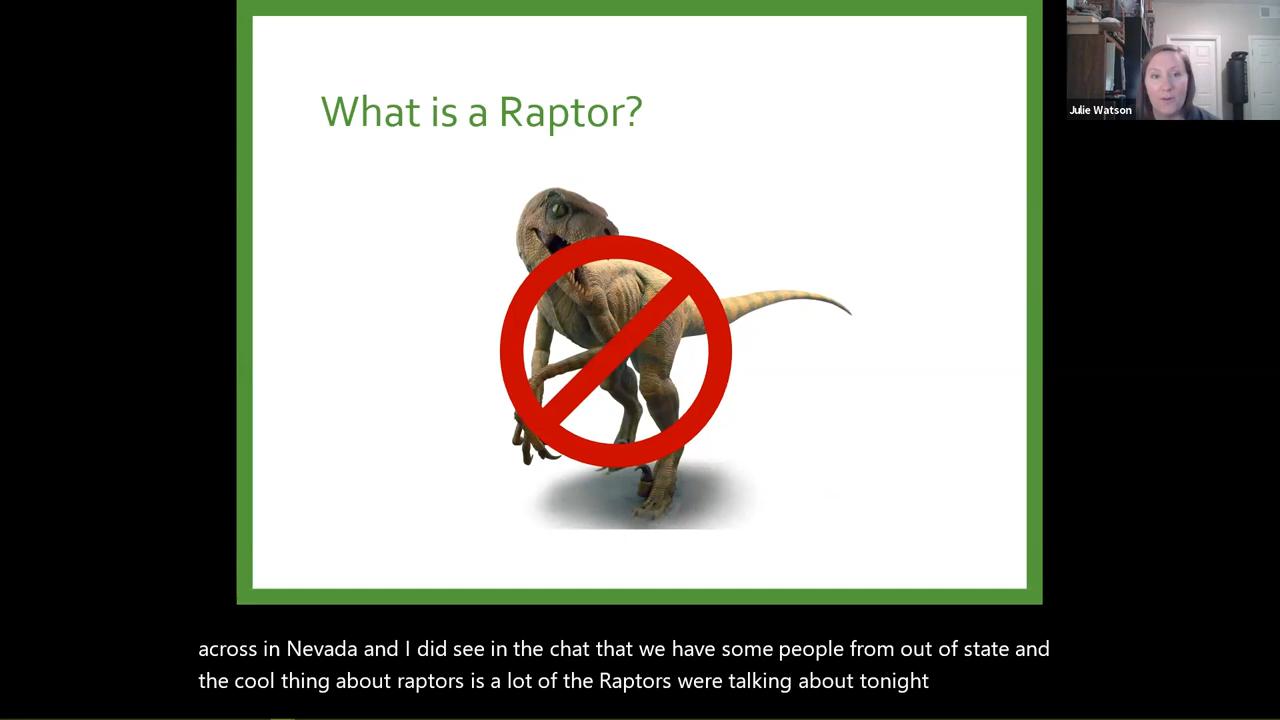 What is a Raptor?
Julie Watson
across in Nevada and I did see in the chat that we have some people from out of state and
the cool thing about raptors is a lot of the Raptors were talking about tonight